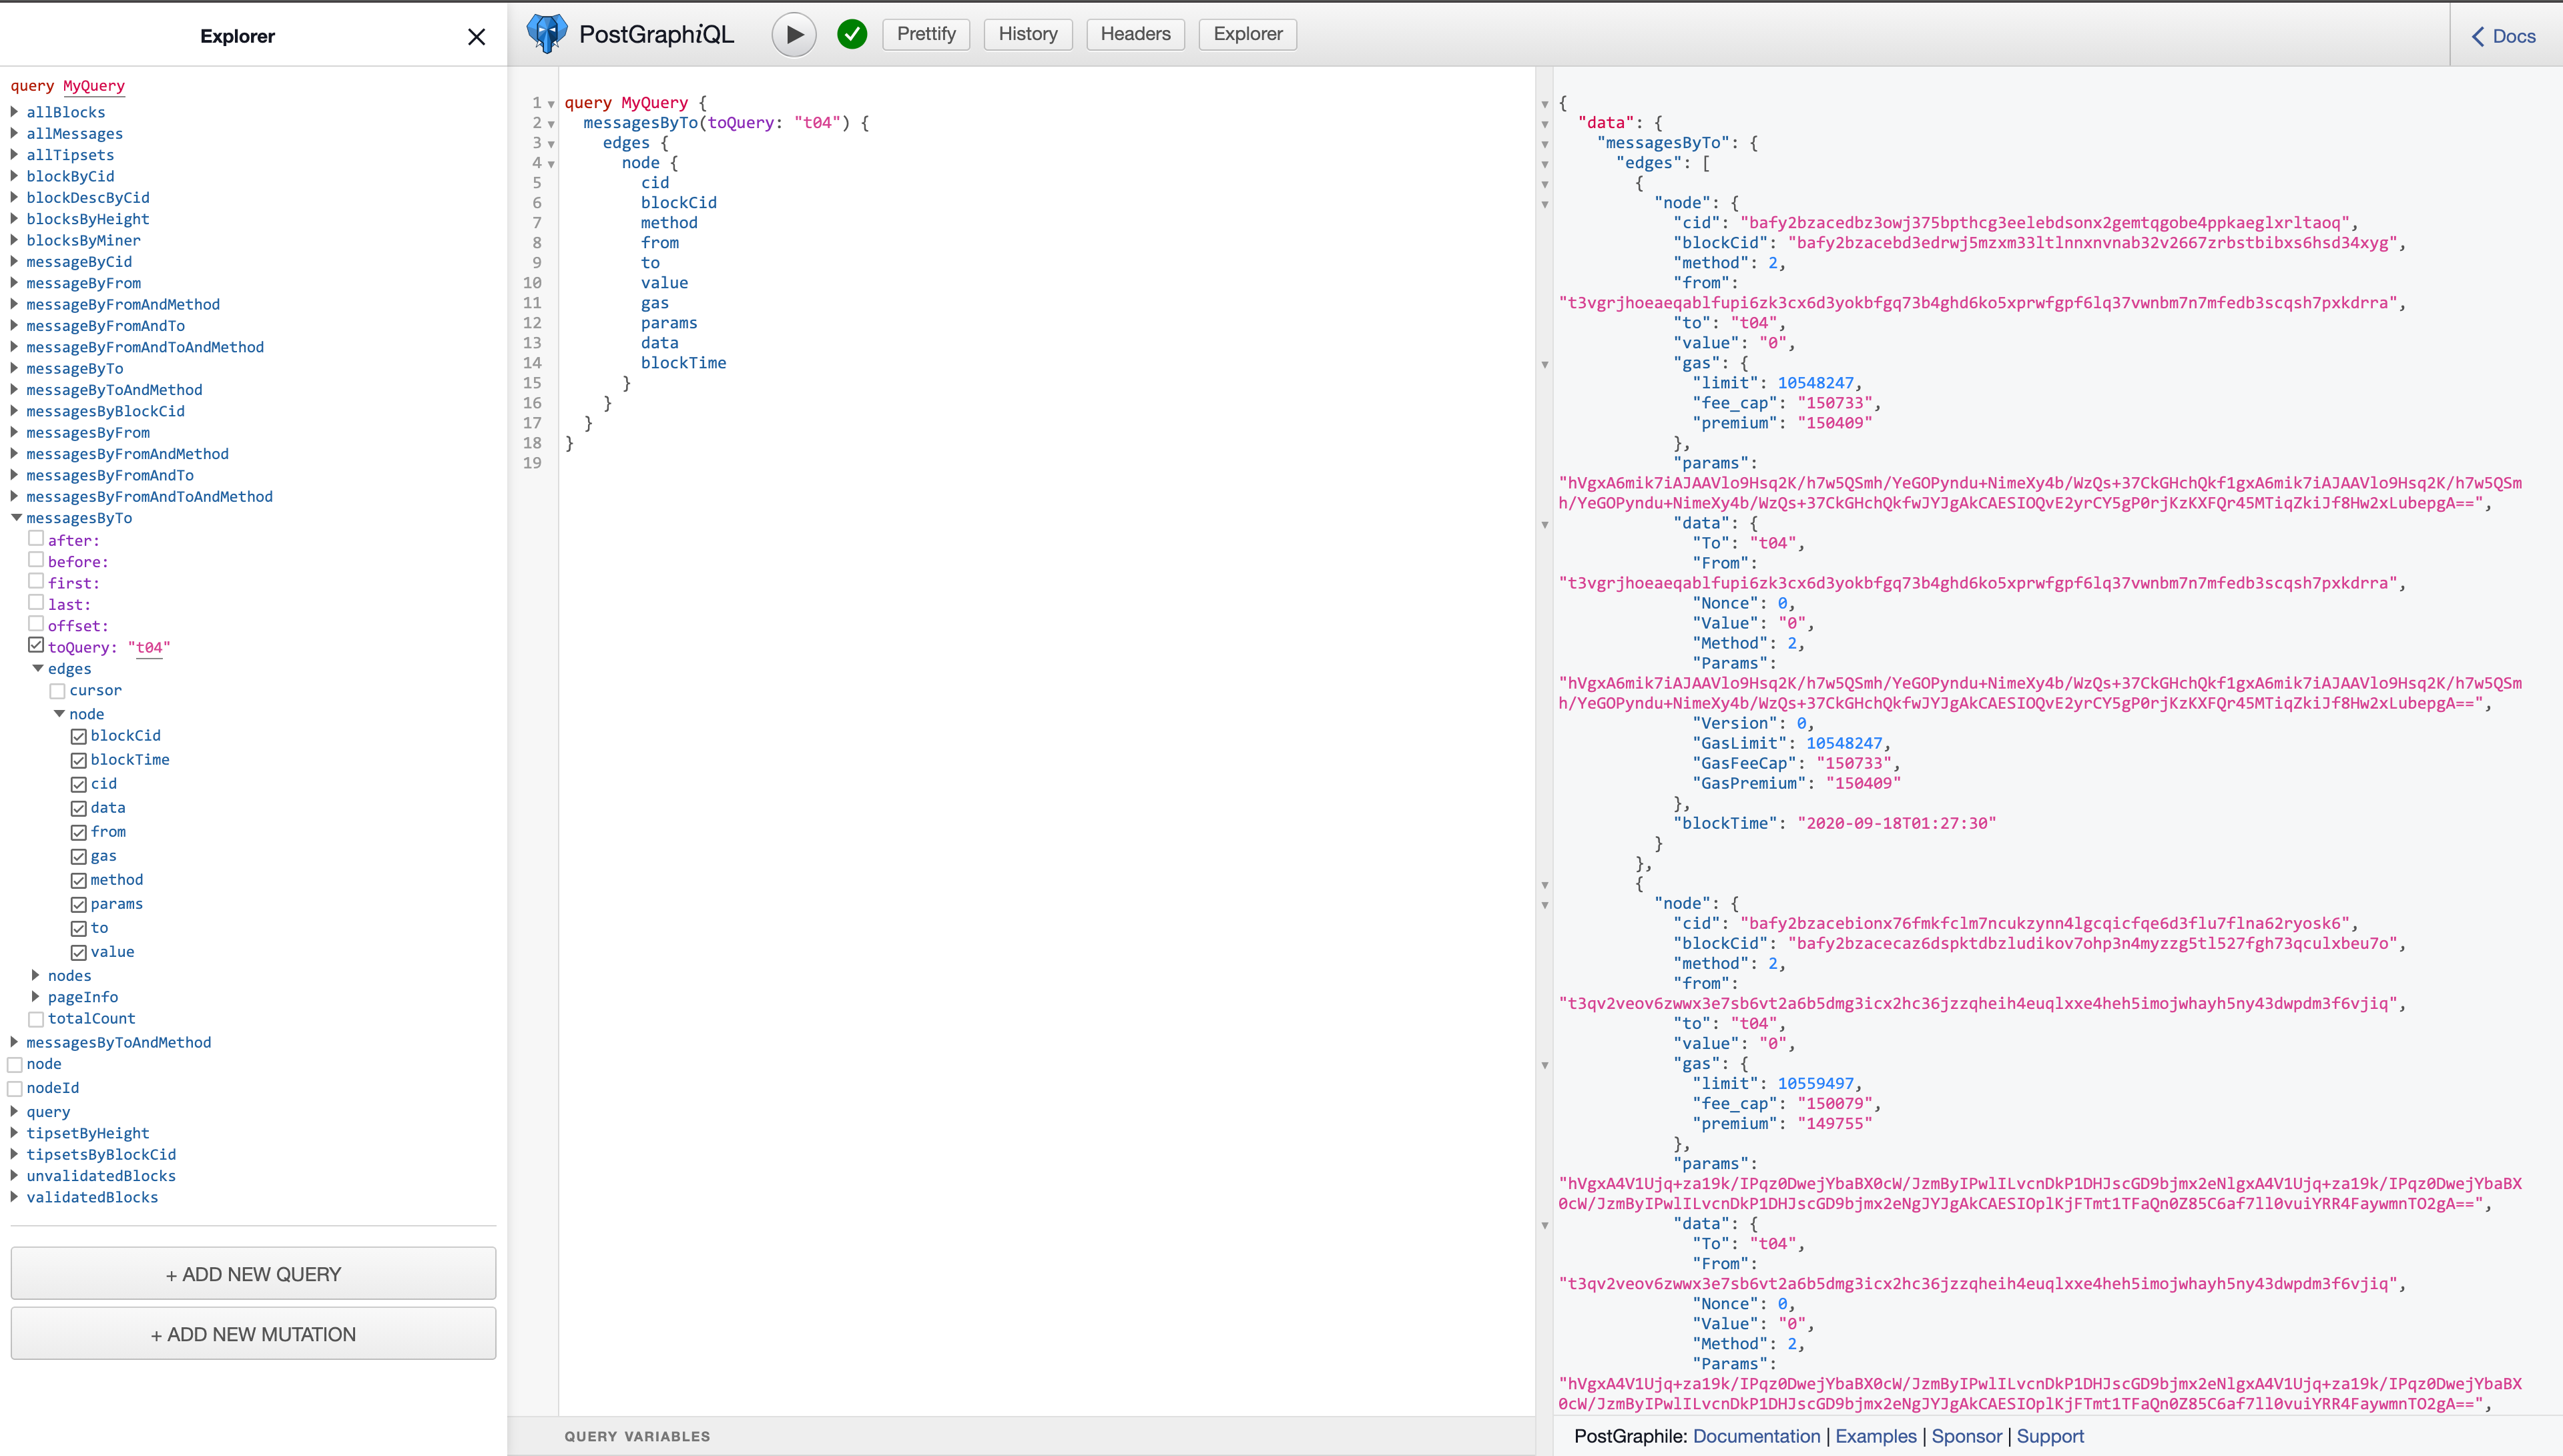 Explorer
query MyQuery
allBlocks
allMessages
allTipsets
blockByCid
blockDescByCid
blocksByHeight
blocksByMiner
messageByCid
messageByFrom
messageByFromAndMethod
messageByFromAndTo
messageByFromAndToAndMethod
messageByTo
messageByToAndMethod
messagesByBlockCid
messagesByFrom
messagesByFromAndMethod
messagesByFromAndTo
messagesByFromAndToAndMethod
messagesByTo
after:
before:
first:
last:
offset:
toQuery: "t04"
edges
cursor
node
blockCid
blockTime
cid
data
from
gas
method
params
to
value
nodes
pageInfo
totalCount
messagesByToAndMethod
node
nodeId
query
tipsetByHeight
tipsetsByBlockCid
unvalidatedBlocks
validatedBlocks
+ ADD NEW QUERY
+ ADD NEW MUTATION
PostGraphiQL Prettify History Headers Explorer
Docs
1 query MyQuery {
2 messagesByTo(toQuery: "t04") {
3 edges {
4 node {
5 cid
6 blockCid
7 method
8 from
9 to
10 value
11 gas
12 params
13 data
14 blockTime
15 }
16 }
17 }
18 }
19
QUERY VARIABLES
{
"data": {
"messagesByTo": {
"edges": [
{
"node": {
"cid": "bafy2bzacedbz3owj375bpthcg3eelebdsonx2gemtqgobe4ppkaeglxrltaoq",
"blockCid": "bafy2bzacebd3edrwj5mzxm33ltlnnxnvnab32v2667zrbstbibxs6hsd34xyg",
"method": 2,
"from":
"t3vgrjhoeaeqablfupi6zk3cx6d3yokbfgq73b4ghd6ko5xprwfgpf6lq37vwnbm7n7mfedb3scqsh7pxkdrra",
"to": "t04",
"value": "0",
"gas": {
"limit": 10548247,
"fee_cap": "150733",
"premium": "150409"
},
"params":
"hVgxA6mik7iAJAAVlo9Hsq2K/h7w5QSmh/YeGOPyndu+NimeXy4b/WzQs+37CkGHchQkf1gxA6mik7iAJAAVlo9Hsq2K/h7w5QSm
h/YeGOPyndu+NimeXy4b/WzQs+37CkGHchQkfwJYJgAkCAESIOQvE2yrCY5gP0rjKzKXFQr45MTiqZkiJf8Hw2xLubepgA==",
"data": {
"To": "t04",
"From":
"t3vgrjhoeaeqablfupi6zk3cx6d3yokbfgq73b4ghd6ko5xprwfgpf6lq37vwnbm7n7mfedb3scqsh7pxkdrra",
"Nonce": 0,
"Value": "0",
"Method": 2,
"Params":
"hVgxA6mik7iAJAAVlo9Hsq2K/h7w5QSmh/YeGOPyndu+NimeXy4b/WzQs+37CkGHchQkf1gxA6mik7iAJAAVlo9Hsq2K/h7w5QSm
h/YeGOPyndu+NimeXy4b/WzQs+37CkGHchQkfwJYJgAkCAESIOQvE2yrCY5gP0rjKzKXFQr45MTiqZkiJf8Hw2xLubepgA==",
"Version": 0,
"GasLimit": 10548247,
"GasFeeCap": "150733",
"GasPremium": "150409"
},
"blockTime": "2020-09-18T01:27:30"
}
},
{
"node": {
"cid": "bafy2bzacebionx76fmkfclm7ncukzynn4lgcqicfqe6d3flu7flna62ryosk6",
"blockCid": "bafy2bzacecaz6dspktdbzludikov7ohp3n4myzzg5tl527fgh73qculxbeu7o",
"method": 2,
"from":
"t3qv2veov6zwwx3e7sb6vt2a6b5dmg3icx2hc36jzzqheih4euqlxxe4heh5imojwhayh5ny43dwpdm3f6vjiq",
"to": "t04",
"value": "0",
"gas": {
"limit": 10559497,
"fee_cap": "150079",
"premium": "149755"
},
"params":
"hVgxA4V1Ujq+za19k/IPqz0DwejYbaBX0cW/JzmByIPwlILvcnDkP1DHJscGD9bjmx2eNlgxA4V1Ujq+za19k/IPqz0DwejYbaBX
0cW/JzmByIPwlILvcnDkP1DHJscGD9bjmx2eNgJYJgAkCAESIOplKjFTmt1TFaQn0Z85C6af7ll0vuiYRR4FaywmnTO2gA==",
"data": {
"To": "t04",
"From":
"t3qv2veov6zwwx3e7sb6vt2a6b5dmg3icx2hc36jzzqheih4euqlxxe4heh5imojwhayh5ny43dwpdm3f6vjiq",
"Nonce": 0,
"Value": "0",
"Method": 2,
"Params":
"hVgxA4V1Ujq+za19k/IPqz0DwejYbaBX0cW/JzmByIPwlILvcnDkP1DHJscGD9bjmx2eNlgxA4V1Ujq+za19k/IPqz0DwejYbaBX
0cW/JzmByIPwlILvcnDkP1DHJscGD9bjmx2eNgJYJgAkCAESIOplKjFTmt1TFaQn0Z85C6af7ll0vuiYRR4FaywmnTO2gA==",
PostGraphile: Documentation | Examples | Sponsor | Support